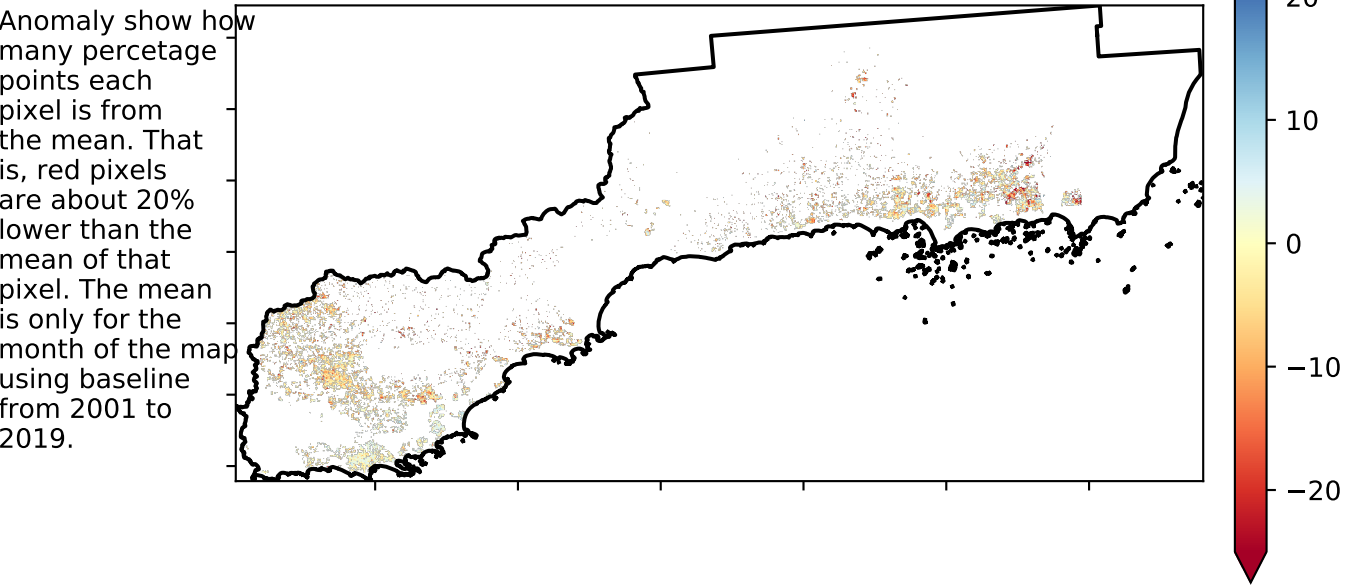 Anomaly show how
many percetage
points each
pixel is from
the mean. That
is, red pixels
are about 20%
lower than the
mean of that
pixel. The mean
is only for the
month of the map
using baseline
from 2001 to
2019.
20
10
0
−10
−20